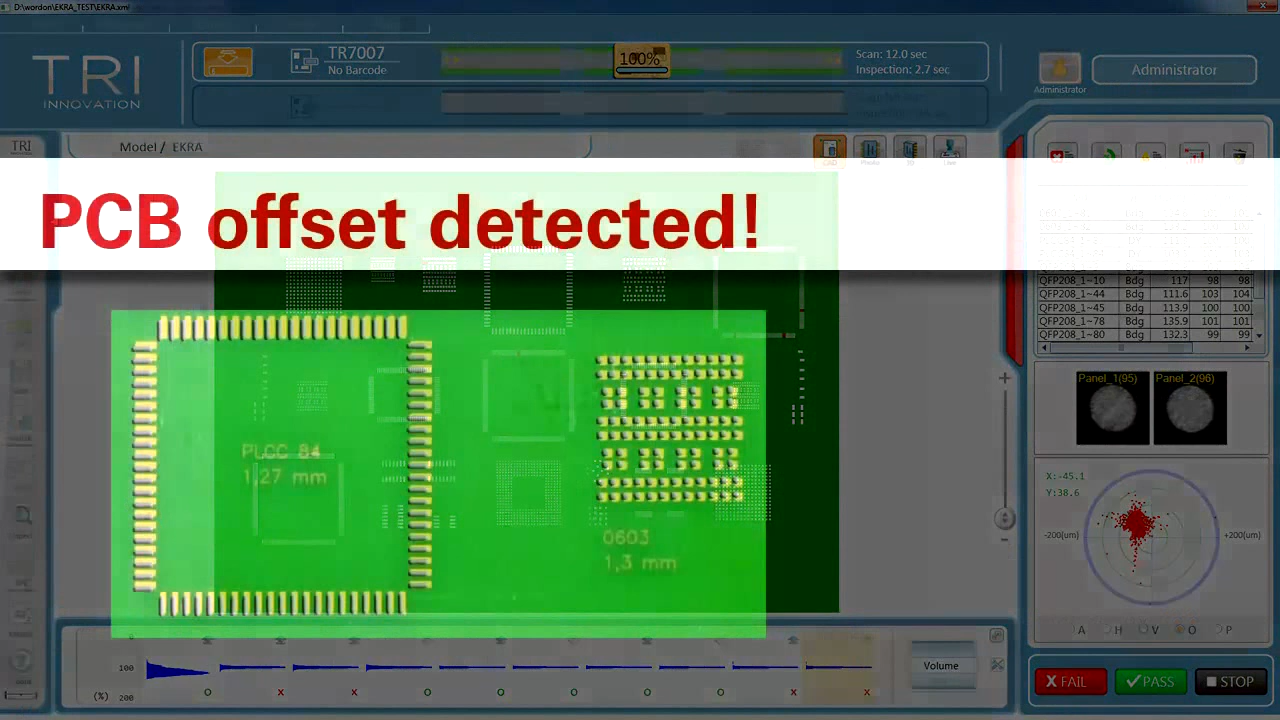 D:\wordon\EKRA_TEST\EKRA.xml
TRI
INNOVATION
TR7007
No Barcode
100%
Scan: 12.0 sec
Inspection: 2.7 sec
Administrator
Administrator
TRI
Model / EKRA
PCB offset detected!
QFP208_1~10 Bdg 117 98 98
QFP208_1~44 Bdg 111.6 103 104
QFP208_1~45 Bdg 113.9 100 100
QFP208_1~78 Bdg 135.9 101 101
QFP208_1~80 Bdg 132.3 99 99
Panel_1(95) Panel_2(96)
PLCC 84
1,27 mm
0603
1,3 mm
X:-45.1
Y:38.6
-200(um) +200(um)
A H V O P
100
(%) 200
O X X O O O O O X X
Volume
X FAIL PASS STOP